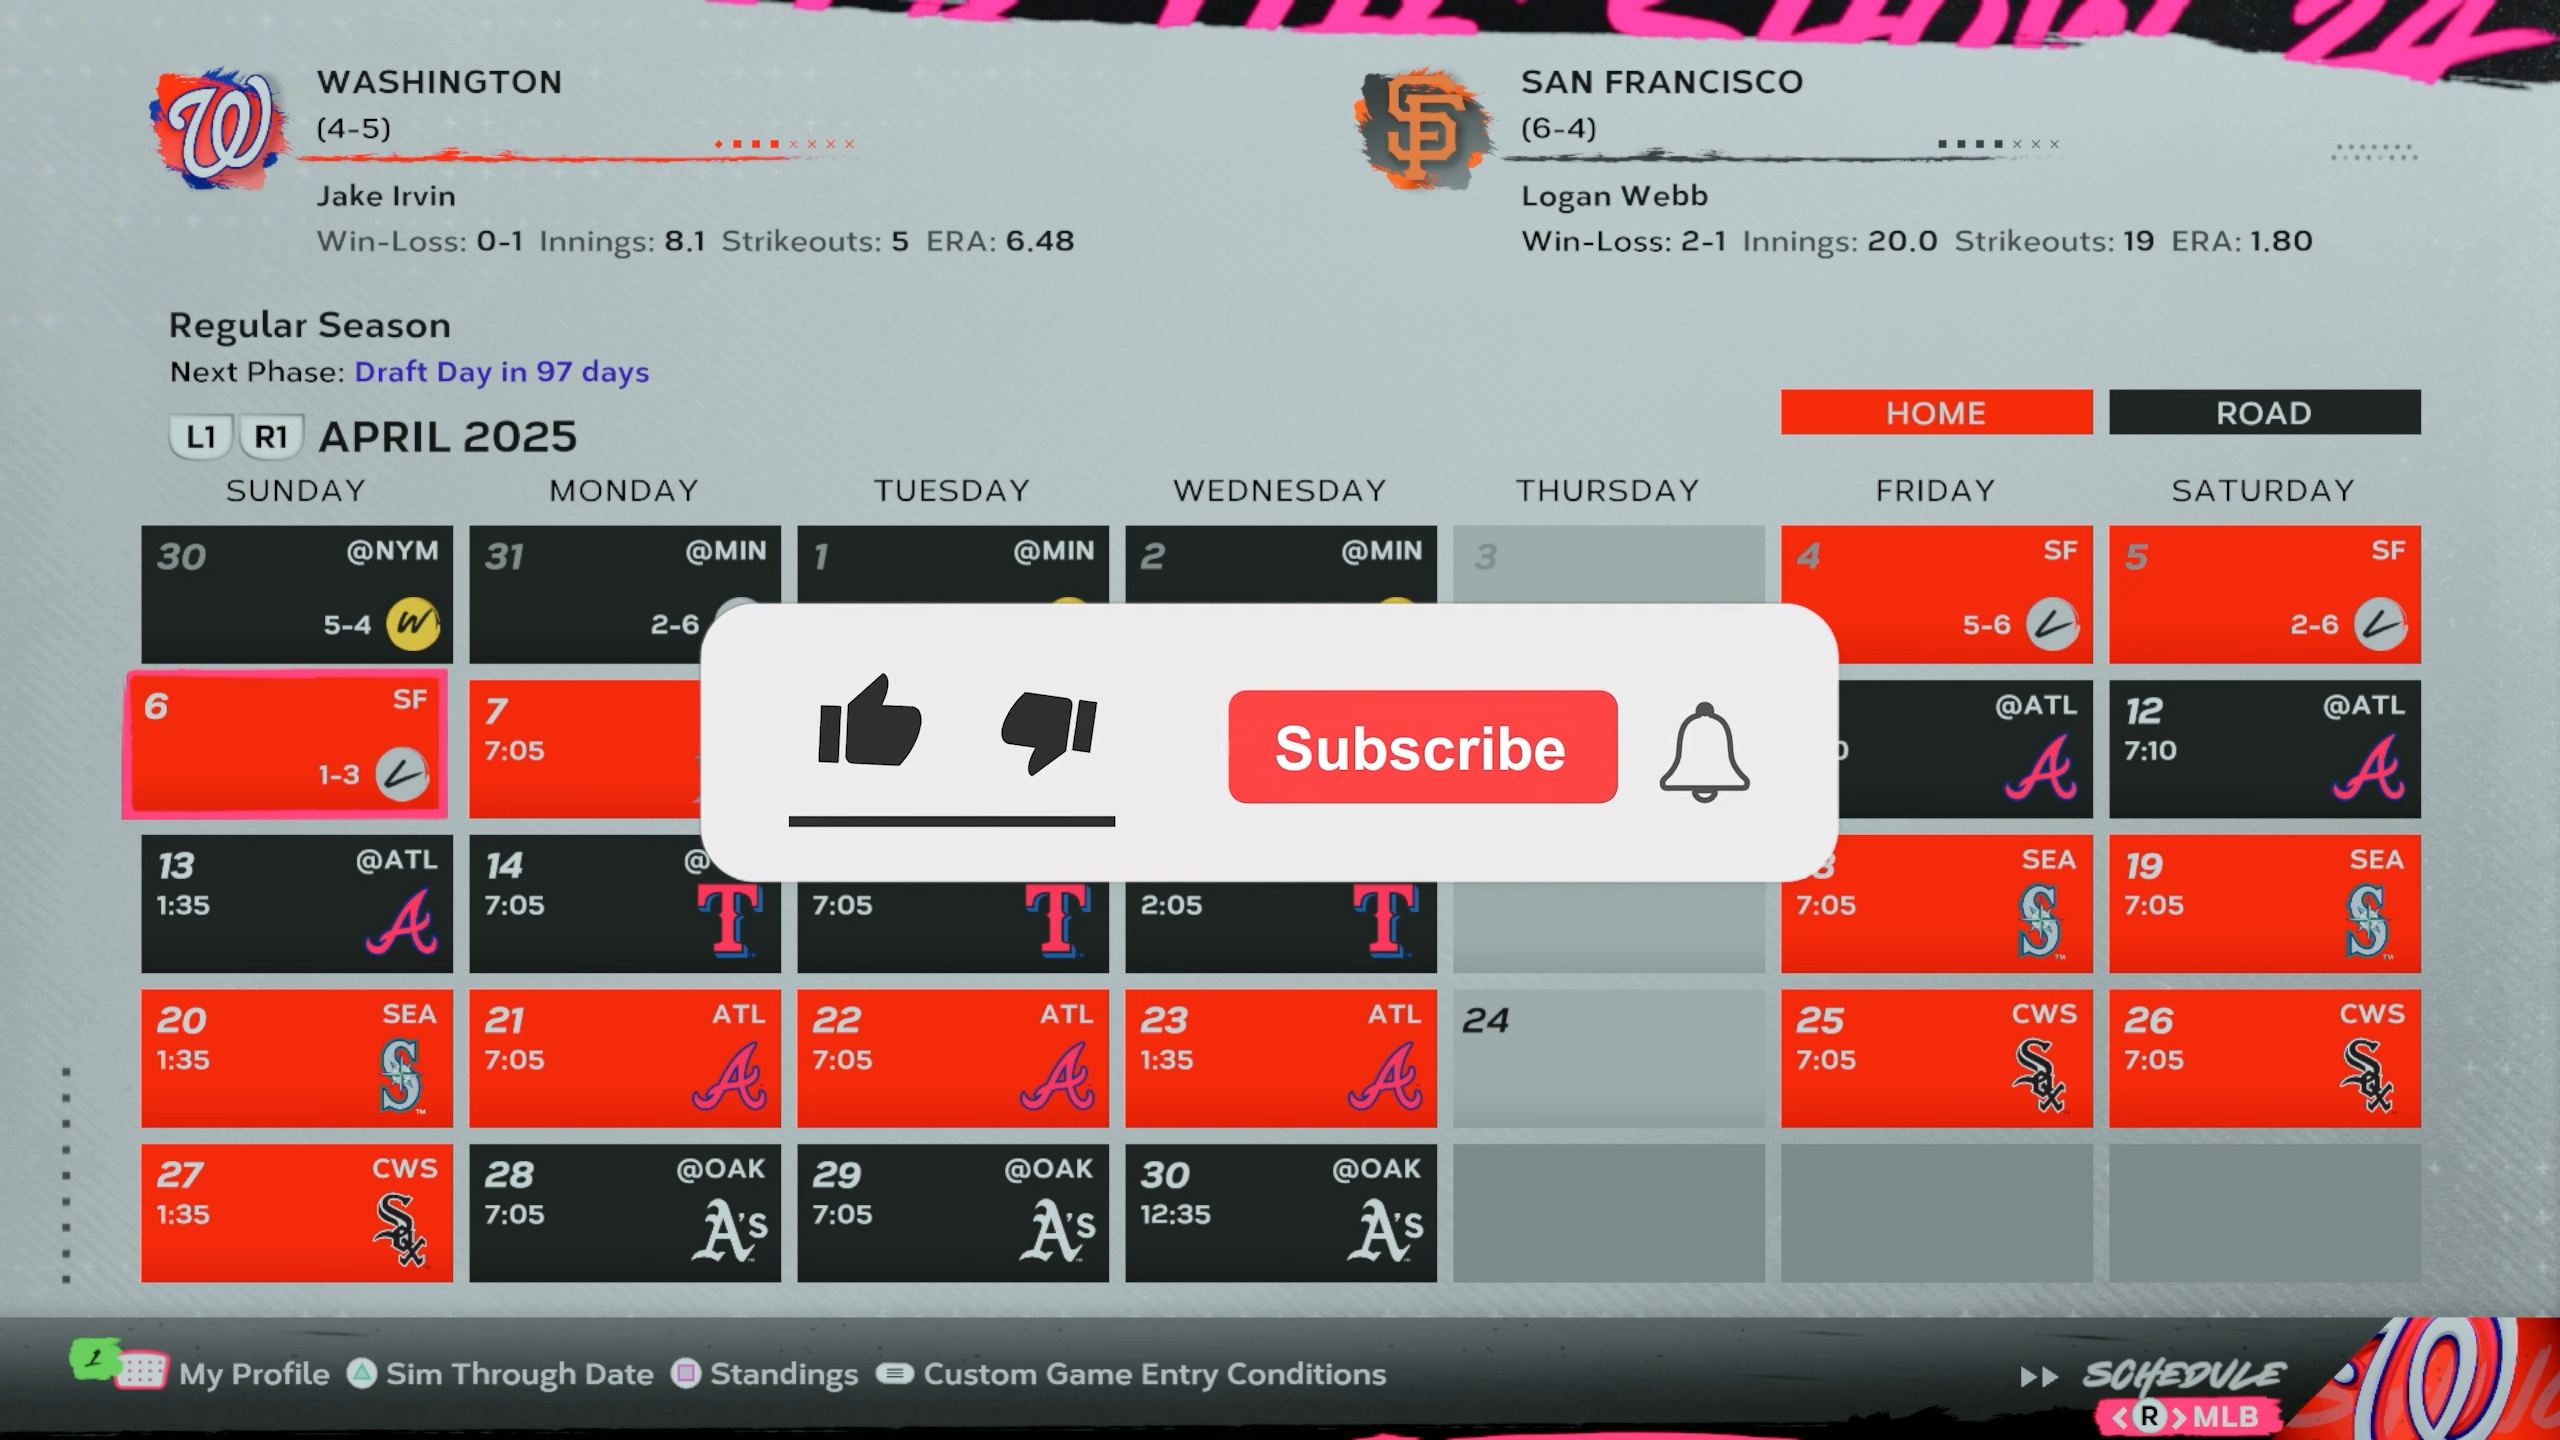 THE SHOW 24
WASHINGTON
(4-5)
Jake Irvin
Win-Loss: 0-1 Innings: 8.1 Strikeouts: 5 ERA: 6.48
SAN FRANCISCO
(6-4)
Logan Webb
Win-Loss: 2-1 Innings: 20.0 Strikeouts: 19 ERA: 1.80
Regular Season
Next Phase: Draft Day in 97 days
L1 R1 APRIL 2025
HOME ROAD
SUNDAY MONDAY TUESDAY WEDNESDAY THURSDAY FRIDAY SATURDAY
30 @NYM 31 @MIN 1 @MIN 2 @MIN 3 4 SF 5 SF
5-4 W 2-6 5-6 L 2-6 L
6 SF 7 @ATL 12 @ATL
1-3 L 7:05 7:10
Subscribe
13 @ATL 14 SEA 19 SEA
1:35 7:05 7:05 2:05 7:05 7:05
20 SEA 21 ATL 22 ATL 23 ATL 24 25 CWS 26 CWS
1:35 7:05 7:05 1:35 7:05 7:05
27 CWS 28 @OAK 29 @OAK 30 @OAK
1:35 7:05 7:05 12:35
1 My Profile Sim Through Date Standings Custom Game Entry Conditions
SCHEDULE
R MLB